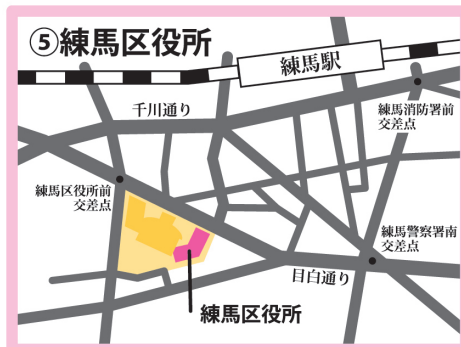 ⑤練馬区役所
練馬駅
千川通り
練馬消防署前
交差点
練馬区役所前
交差点
練馬警察署南
交差点
目白通り
練馬区役所